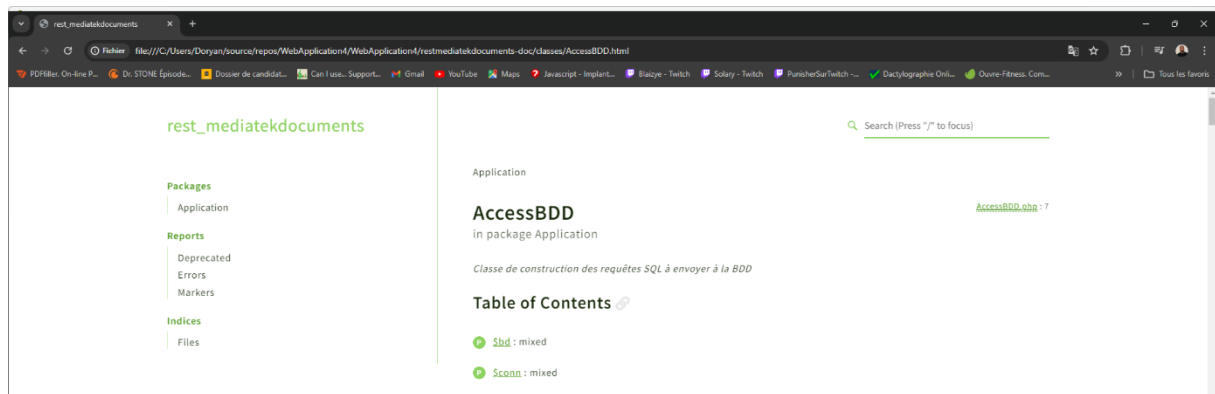 rest_mediatekdocuments
Fichier file:///C:/Users/Doryan/source/repos/WebApplication4/WebApplication4/restmediatekdocuments-doc/classes/AccessBDD.html
PDFfiller. On-line P... Dr. STONE Épisode... Dossier de candidat... Can I use... Support... Gmail YouTube Maps Javascript - Implant... Blaizye - Twitch Solary - Twitch PunisherSurTwitch -... Dactylographie Onli... Ouvre-Fitness. Com... » Tous les favoris
rest_mediatekdocuments
Search (Press "/" to focus)
Packages
Application
Reports
Deprecated
Errors
Markers
Indices
Files
Application
AccessBDD
AccessBDD.php : 7
in package Application
Classe de construction des requêtes SQL à envoyer à la BDD
Table of Contents
P $bd : mixed
P $conn : mixed